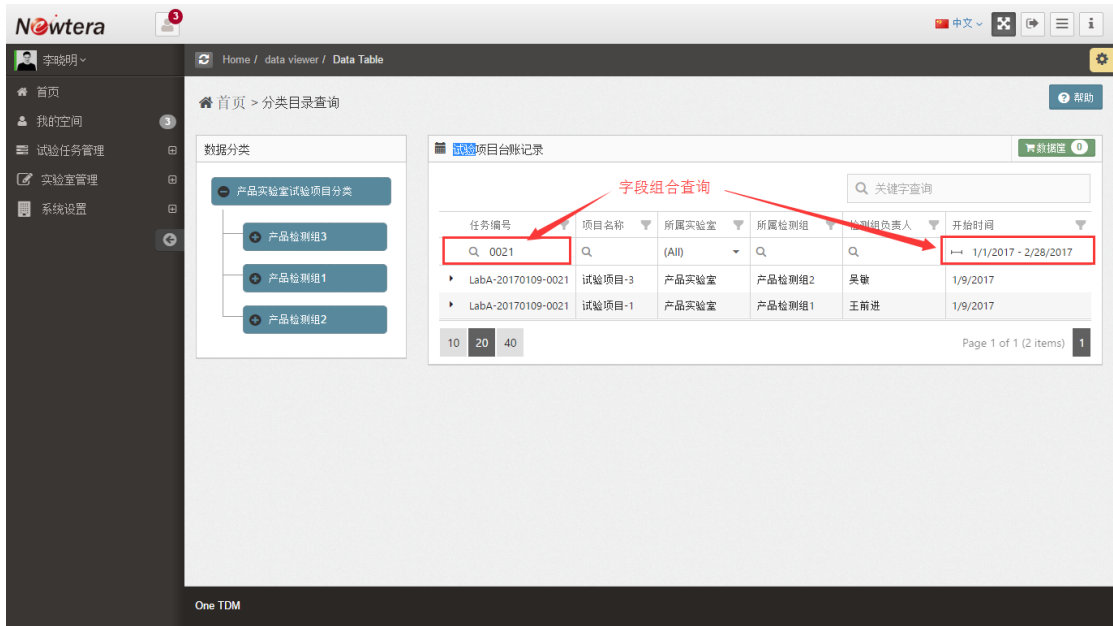 Newtera
3
中文
李晓明
Home / data viewer / Data Table
首页
我的空间 3
试验任务管理
实验室管理
系统设置
首页 > 分类目录查询
帮助
数据分类
产品实验室试验项目分类
产品检测组3
产品检测组1
产品检测组2
试验项目台账记录
数据筐 0
字段组合查询
关键字查询
任务编号 项目名称 所属实验室 所属检测组 检测组负责人 开始时间
0021 (All) 1/1/2017 - 2/28/2017
LabA-20170109-0021 试验项目-3 产品实验室 产品检测组2 吴敏 1/9/2017
LabA-20170109-0021 试验项目-1 产品实验室 产品检测组1 王前进 1/9/2017
10 20 40 Page 1 of 1 (2 items) 1
One TDM